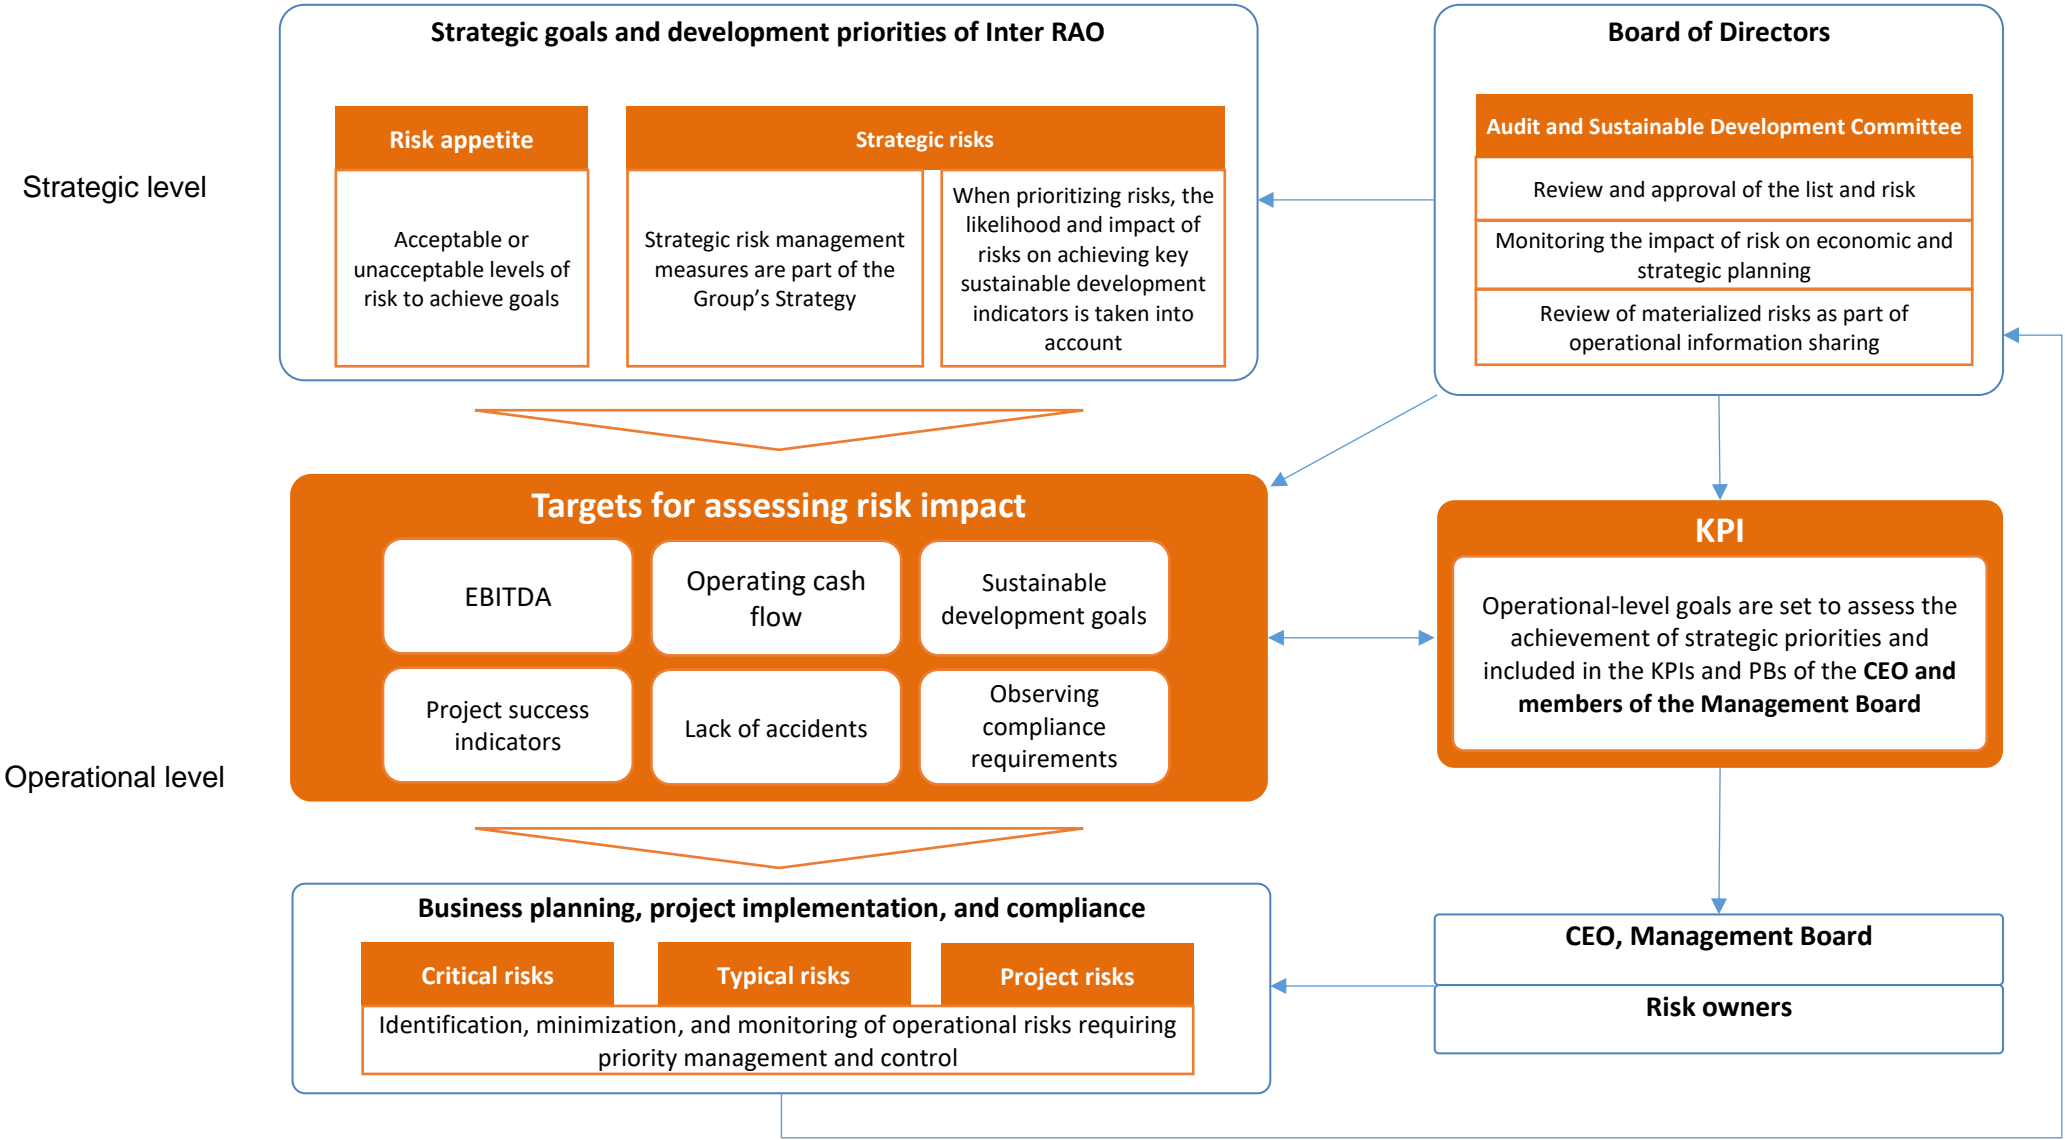 Strategic level
Strategic goals and development priorities of Inter RAO
Risk appetite
Acceptable or
unacceptable levels of
risk to achieve goals
Strategic risks
Strategic risk management
measures are part of the
Group’s Strategy
When prioritizing risks, the
likelihood and impact of
risks on achieving key
sustainable development
indicators is taken into
account
Board of Directors
Audit and Sustainable Development Committee
Review and approval of the list and risk
Monitoring the impact of risk on economic and
strategic planning
Review of materialized risks as part of
operational information sharing
Operational level
Targets for assessing risk impact
EBITDA
Operating cash
flow
Sustainable
development goals
Project success
indicators
Lack of accidents
Observing
compliance
requirements
KPI
Operational-level goals are set to assess the
achievement of strategic priorities and
included in the KPIs and PBs of the CEO and
members of the Management Board
Business planning, project implementation, and compliance
Critical risks
Typical risks
Project risks
Identification, minimization, and monitoring of operational risks requiring
priority management and control
CEO, Management Board
Risk owners